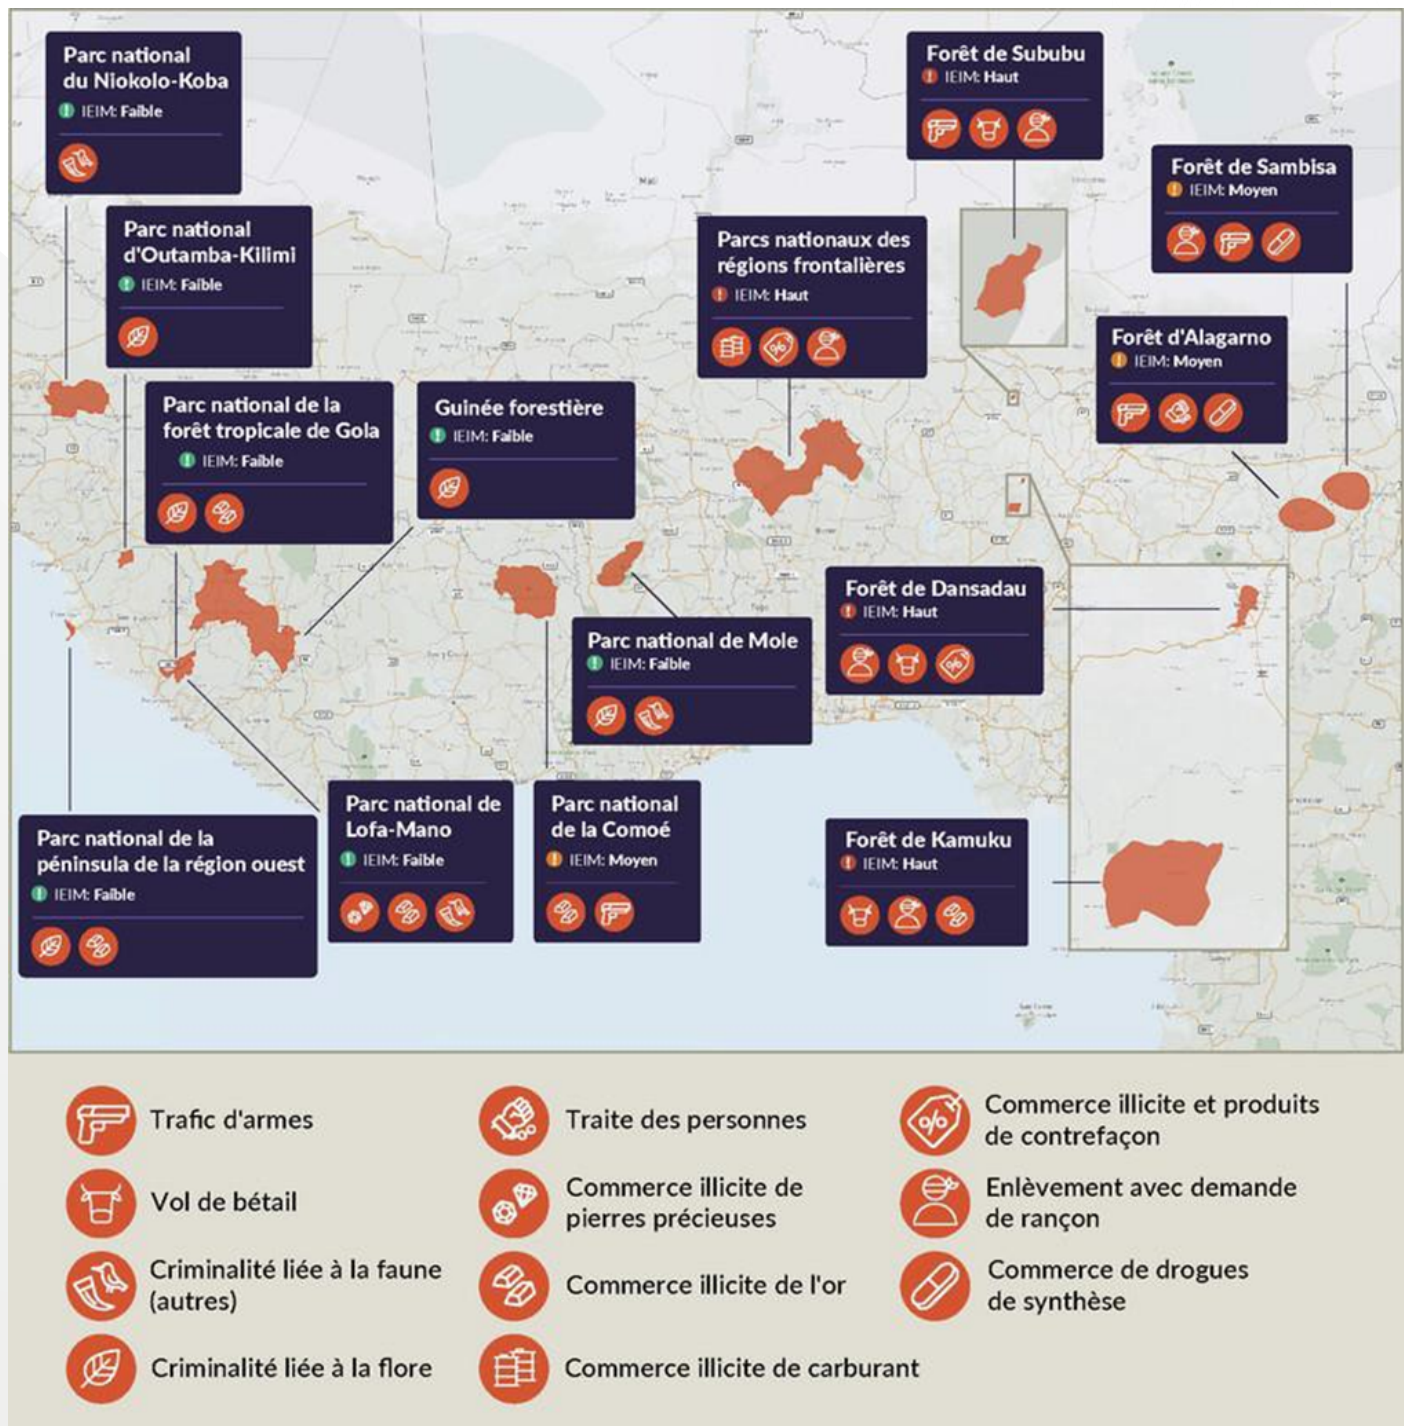 Parc national
du Niokolo-Koba
IEIM: Faible
Parc national
d'Outamba-Kilimi
IEIM: Faible
Parc national de la
forêt tropicale de Gola
IEIM: Faible
Guinée forestière
IEIM: Faible
Parcs nationaux des
régions frontalières
IEIM: Haut
Forêt de Sububu
IEIM: Haut
Forêt de Sambisa
IEIM: Moyen
Forêt d'Alagarno
IEIM: Moyen
Mali
Forêt de Dansadau
IEIM: Haut
Parc national de Mole
IEIM: Faible
Parc national de la
péninsula de la région ouest
IEIM: Faible
Parc national de
Lofa-Mano
IEIM: Faible
Parc national
de la Comoé
IEIM: Moyen
Forêt de Kamuku
IEIM: Haut
Trafic d'armes
Vol de bétail
Criminalité liée à la faune
(autres)
Criminalité liée à la flore
Traite des personnes
Commerce illicite de
pierres précieuses
Commerce illicite de l'or
Commerce illicite de carburant
Commerce illicite et produits
de contrefaçon
Enlèvement avec demande
de rançon
Commerce de drogues
de synthèse